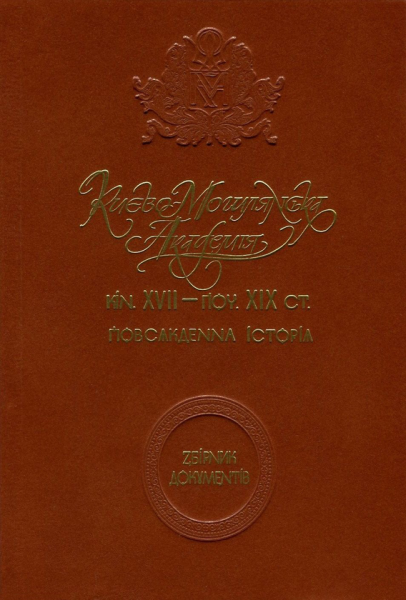 Києво-Могилянська
Академія
кін. XVII — поч. XIX ст.
повсякденна історія
Збірник
документів